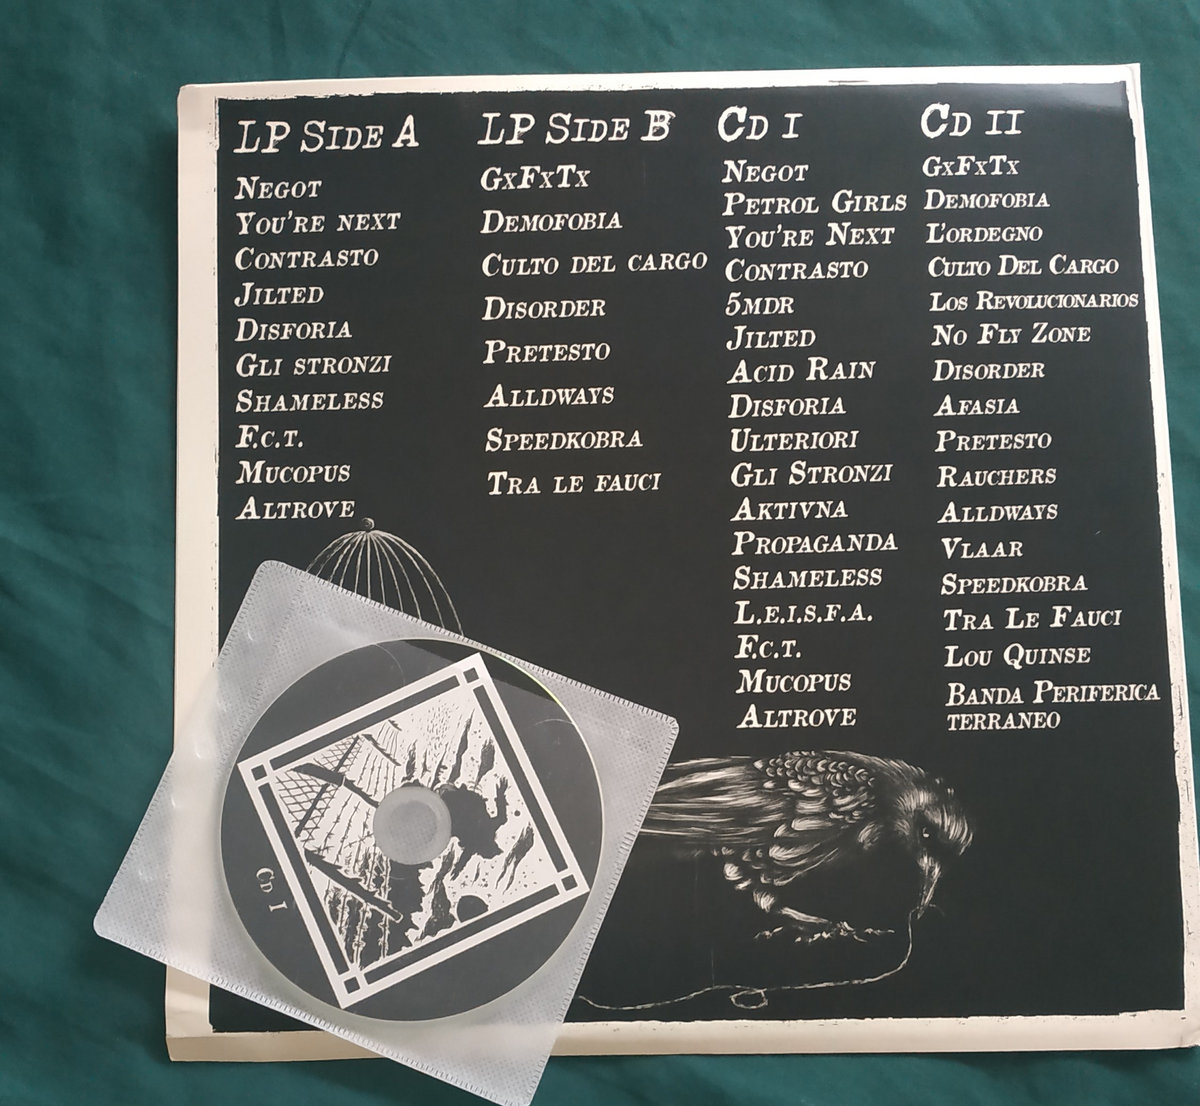 LP Side A
Negot
You're next
Contrasto
Jilted
Disforia
Gli stronzi
Shameless
F.c.t.
Mucopus
Altrove
LP Side B
GxFxTx
Demofobia
Culto del cargo
Disorder
Pretesto
Alldways
Speedkobra
Tra le fauci
Cd I
Negot
Petrol Girls
You're Next
Contrasto
5mdr
Jilted
Acid Rain
Disforia
Ulteriori
Gli Stronzi
Aktivna
Propaganda
Shameless
L.e.i.s.f.a.
F.c.t.
Mucopus
Altrove
Cd II
GxFxTx
Demofobia
L'ordegno
Culto Del Cargo
Los Revolucionarios
No Fly Zone
Disorder
Afasia
Pretesto
Rauchers
Alldways
Vlaar
Speedkobra
Tra Le Fauci
Lou Quinse
Banda Periferica
terraneo
Cd I